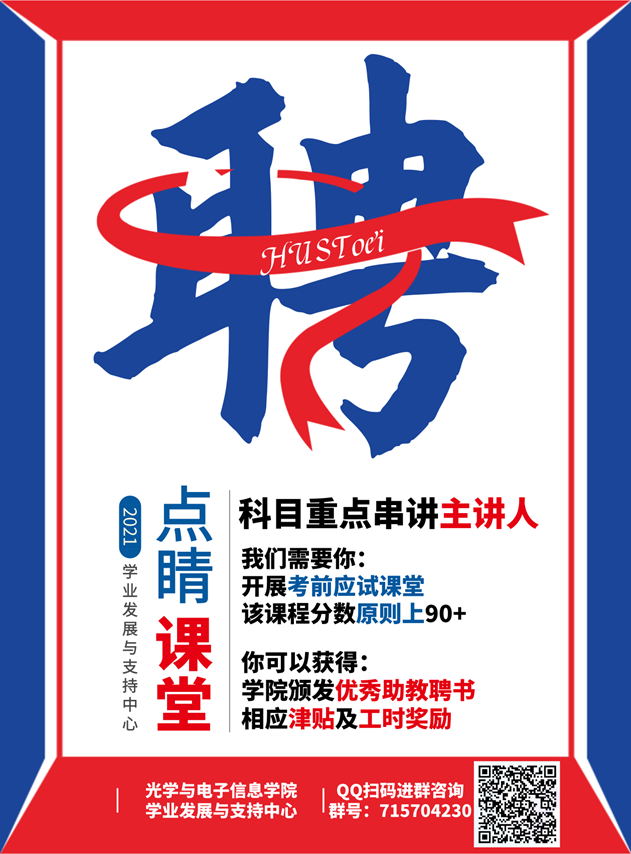 聘
HUSToei
2021
学业发展与支持中心
点睛
课堂
科目重点串讲主讲人
我们需要你：
开展考前应试课堂
该课程分数原则上90+
你可以获得：
学院颁发优秀助教聘书
相应津贴及工时奖励
光学与电子信息学院
学业发展与支持中心
QQ扫码进群咨询
群号：715704230